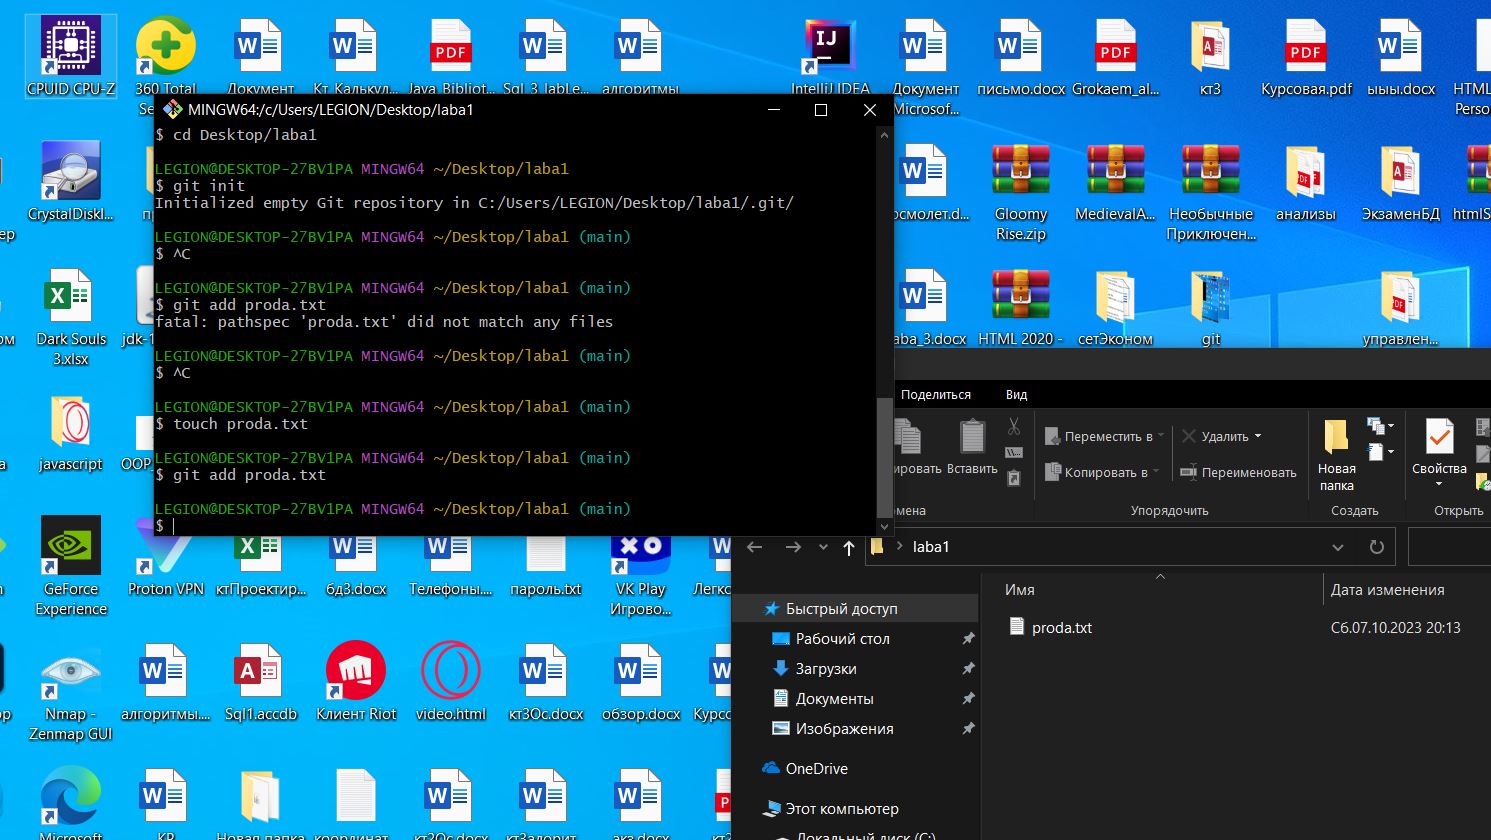 CPUID CPU-Z
360 Total
Документ
Кт_Калькул...
Java_Bibliot...
Sql_3_labLe...
алгоритмы
IntelliJ IDEA
Документ
Microsof...
письмо.docx
Grokaem_al...
кт3
Курсовая.pdf
ыыы.docx
HTML
Perso
MINGW64:/c/Users/LEGION/Desktop/laba1
$ cd Desktop/laba1
LEGION@DESKTOP-27BV1PA MINGW64 ~/Desktop/laba1
$ git init
Initialized empty Git repository in C:/Users/LEGION/Desktop/laba1/.git/
LEGION@DESKTOP-27BV1PA MINGW64 ~/Desktop/laba1 (main)
$ ^C
LEGION@DESKTOP-27BV1PA MINGW64 ~/Desktop/laba1 (main)
$ git add proda.txt
fatal: pathspec 'proda.txt' did not match any files
LEGION@DESKTOP-27BV1PA MINGW64 ~/Desktop/laba1 (main)
$ ^C
LEGION@DESKTOP-27BV1PA MINGW64 ~/Desktop/laba1 (main)
$ touch proda.txt
LEGION@DESKTOP-27BV1PA MINGW64 ~/Desktop/laba1 (main)
$ git add proda.txt
LEGION@DESKTOP-27BV1PA MINGW64 ~/Desktop/laba1 (main)
$
CrystalDiskI...
Gloomy
Rise.zip
MedievalA...
Необычные
Приключен...
анализы
ЭкзаменБД
htmlS
Dark Souls
3.xlsx
jdk-1
aba_3.docx
HTML 2020 -
сетЭконом
git
управлен...
javascript
OOP_
GeForce
Experience
Proton VPN
ктПроектир...
бд3.docx
Телефоны....
пароль.txt
VK Play
Игрово...
Легко
Nmap -
Zenmap GUI
алгоритмы....
Sql1.accdb
Клиент Riot
video.html
кт3Ос.docx
обзор.docx
Курсо
Microsoft
КР
Новая папка
координат
кт2Ос.docx
кт3алгорит
экз.docx
Поделиться
Вид
ировать
Вставить
Переместить в
Копировать в
Удалить
Переименовать
Новая
папка
Свойства
мена
Упорядочить
Создать
Открыть
laba1
Имя
Дата изменения
proda.txt
Сб.07.10.2023 20:13
Быстрый доступ
Рабочий стол
Загрузки
Документы
Изображения
OneDrive
Этот компьютер
Локальный диск (C:)